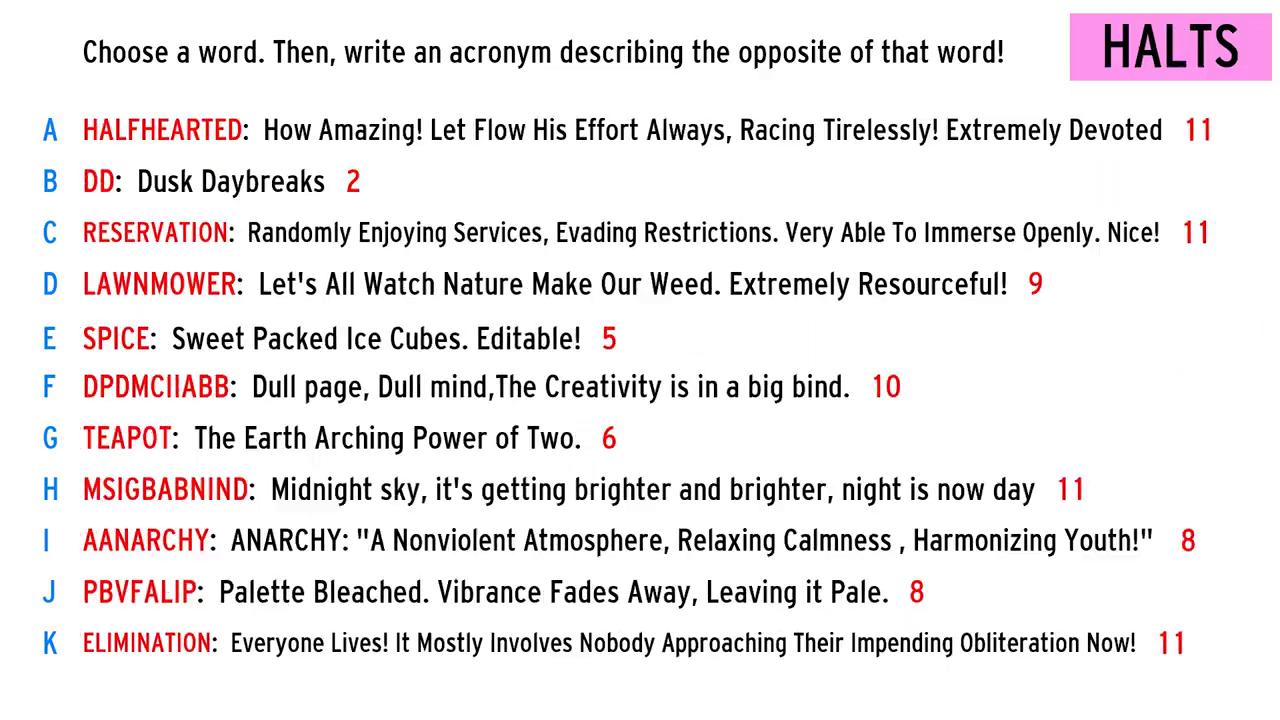 Choose a word. Then, write an acronym describing the opposite of that word!
HALTS
A HALFHEARTED: How Amazing! Let Flow His Effort Always, Racing Tirelessly! Extremely Devoted 11
B DD: Dusk Daybreaks 2
C RESERVATION: Randomly Enjoying Services, Evading Restrictions. Very Able To Immerse Openly. Nice! 11
D LAWNMOWER: Let's All Watch Nature Make Our Weed. Extremely Resourceful! 9
E SPICE: Sweet Packed Ice Cubes. Editable! 5
F DPDMCIIABB: Dull page, Dull mind,The Creativity is in a big bind. 10
G TEAPOT: The Earth Arching Power of Two. 6
H MSIGBABNIND: Midnight sky, it's getting brighter and brighter, night is now day 11
I AANARCHY: ANARCHY: "A Nonviolent Atmosphere, Relaxing Calmness , Harmonizing Youth!" 8
J PBVFALIP: Palette Bleached. Vibrance Fades Away, Leaving it Pale. 8
K ELIMINATION: Everyone Lives! It Mostly Involves Nobody Approaching Their Impending Obliteration Now! 11